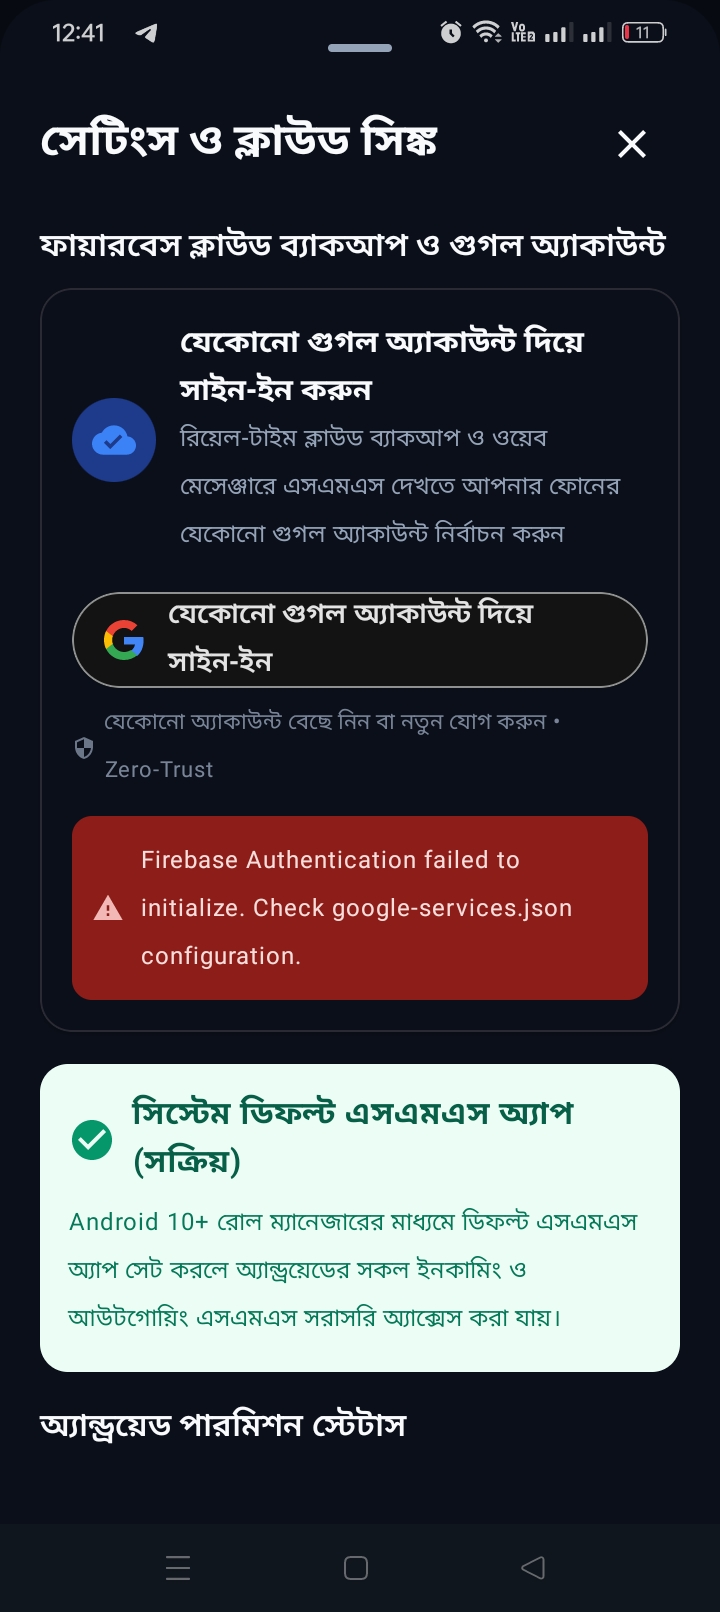 12:41
Vo LTE2
11
সেটিংস ও ক্লাউড সিঙ্ক
ফায়ারবেস ক্লাউড ব্যাকআপ ও গুগল অ্যাকাউন্ট
যেকোনো গুগল অ্যাকাউন্ট দিয়ে
সাইন-ইন করুন
রিয়েল-টাইম ক্লাউড ব্যাকআপ ও ওয়েব
মেসেঞ্জারে এসএমএস দেখতে আপনার ফোনের
যেকোনো গুগল অ্যাকাউন্ট নির্বাচন করুন
যেকোনো গুগল অ্যাকাউন্ট দিয়ে
সাইন-ইন
যেকোনো অ্যাকাউন্ট বেছে নিন বা নতুন যোগ করুন •
Zero-Trust
Firebase Authentication failed to
initialize. Check google-services.json
configuration.
সিস্টেম ডিফল্ট এসএমএস অ্যাপ
(সক্রিয়)
Android 10+ রোল ম্যানেজারের মাধ্যমে ডিফল্ট এসএমএস
অ্যাপ সেট করলে অ্যান্ড্রয়েডের সকল ইনকামিং ও
আউটগোয়িং এসএমএস সরাসরি অ্যাক্সেস করা যায়।
অ্যান্ড্রয়েড পারমিশন স্টেটাস